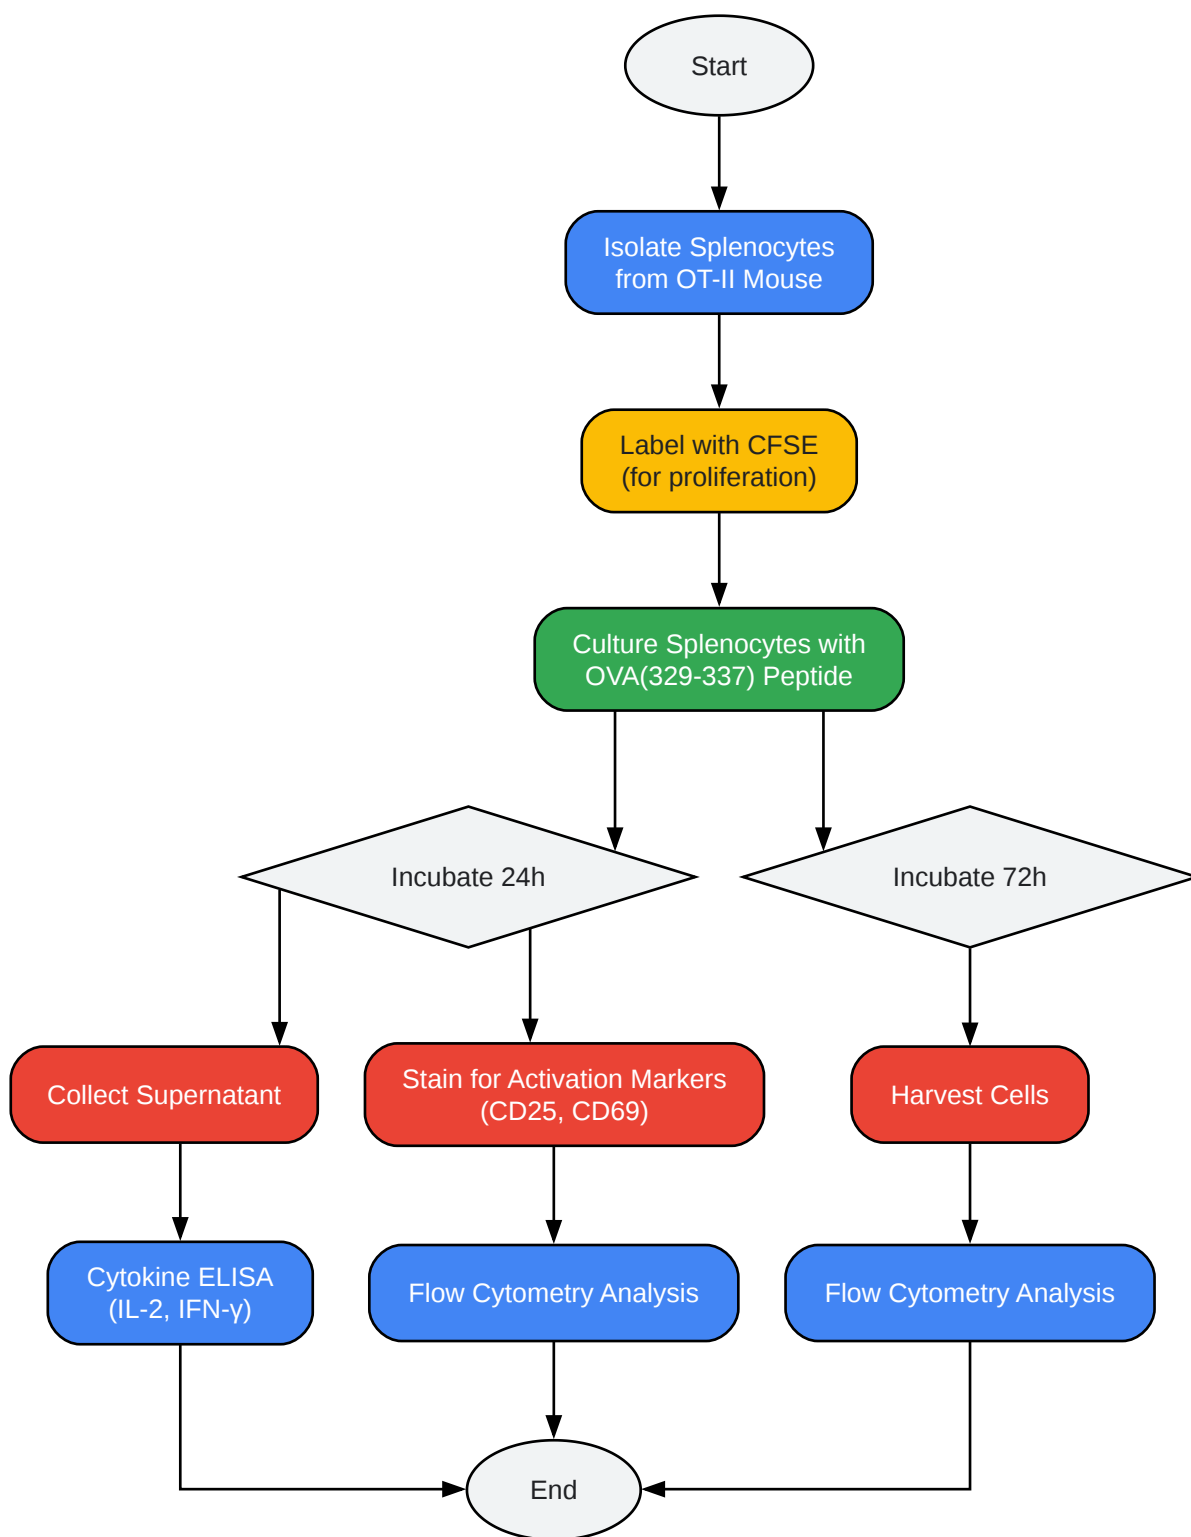 Start
Isolate Splenocytes
from OT-II Mouse
Label with CFSE
(for proliferation)
Culture Splenocytes with
OVA(329-337) Peptide
Incubate 24h
Incubate 72h
Collect Supernatant
Stain for Activation Markers
(CD25, CD69)
Harvest Cells
Cytokine ELISA
(IL-2, IFN-γ)
Flow Cytometry Analysis
Flow Cytometry Analysis
End